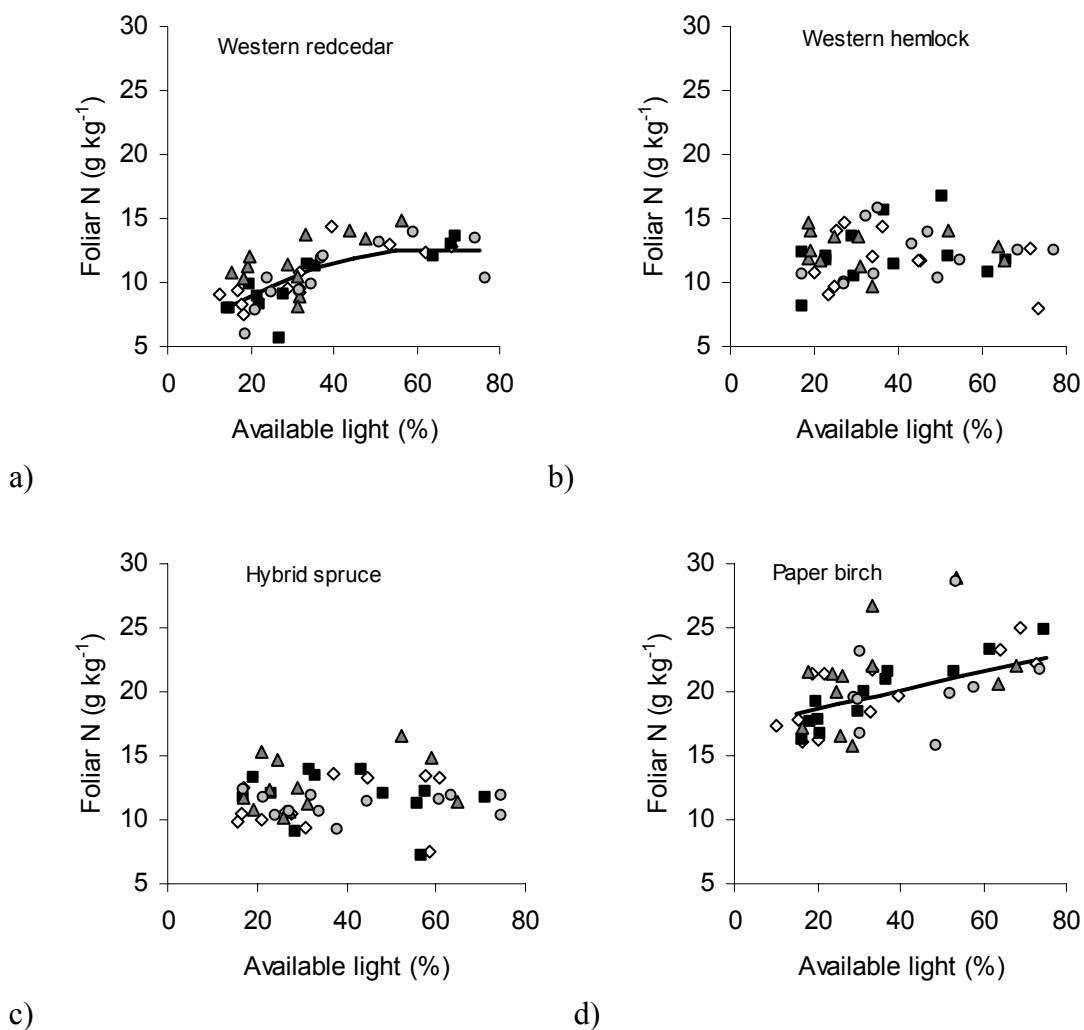 Western redcedar
30
25
20
15
10
5
Foliar N (g kg⁻¹)
0 20 40 60 80
Available light (%)
a)
Western hemlock
30
25
20
15
10
5
Foliar N (g kg⁻¹)
0 20 40 60 80
Available light (%)
b)
Hybrid spruce
30
25
20
15
10
5
Foliar N (g kg⁻¹)
0 20 40 60 80
Available light (%)
c)
Paper birch
30
25
20
15
10
5
Foliar N (g kg⁻¹)
0 20 40 60 80
Available light (%)
d)